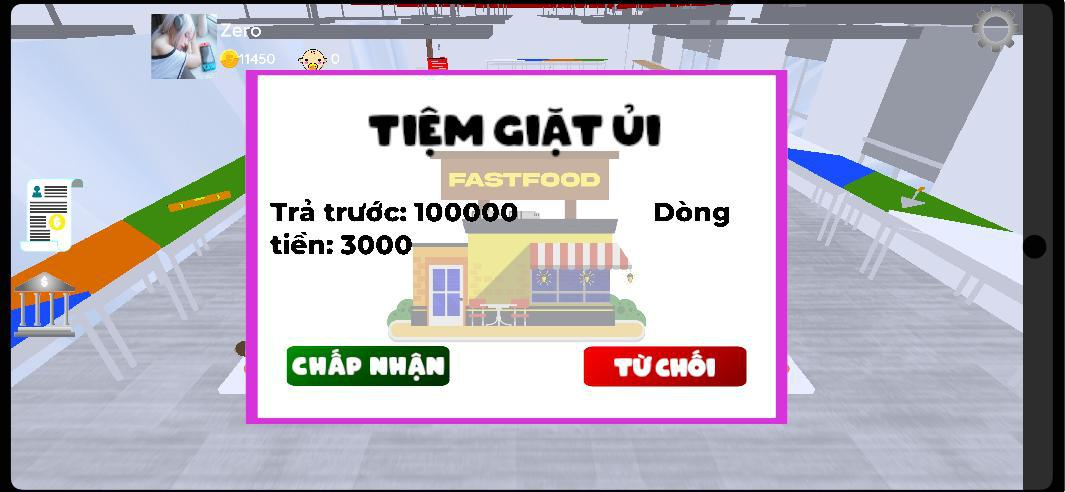 Zero
11450
0
TIỆM GIẶT ỦI
FASTFOOD
Trả trước: 100000 Dòng
tiền: 3000
CHẤP NHẬN
TỪ CHỐI